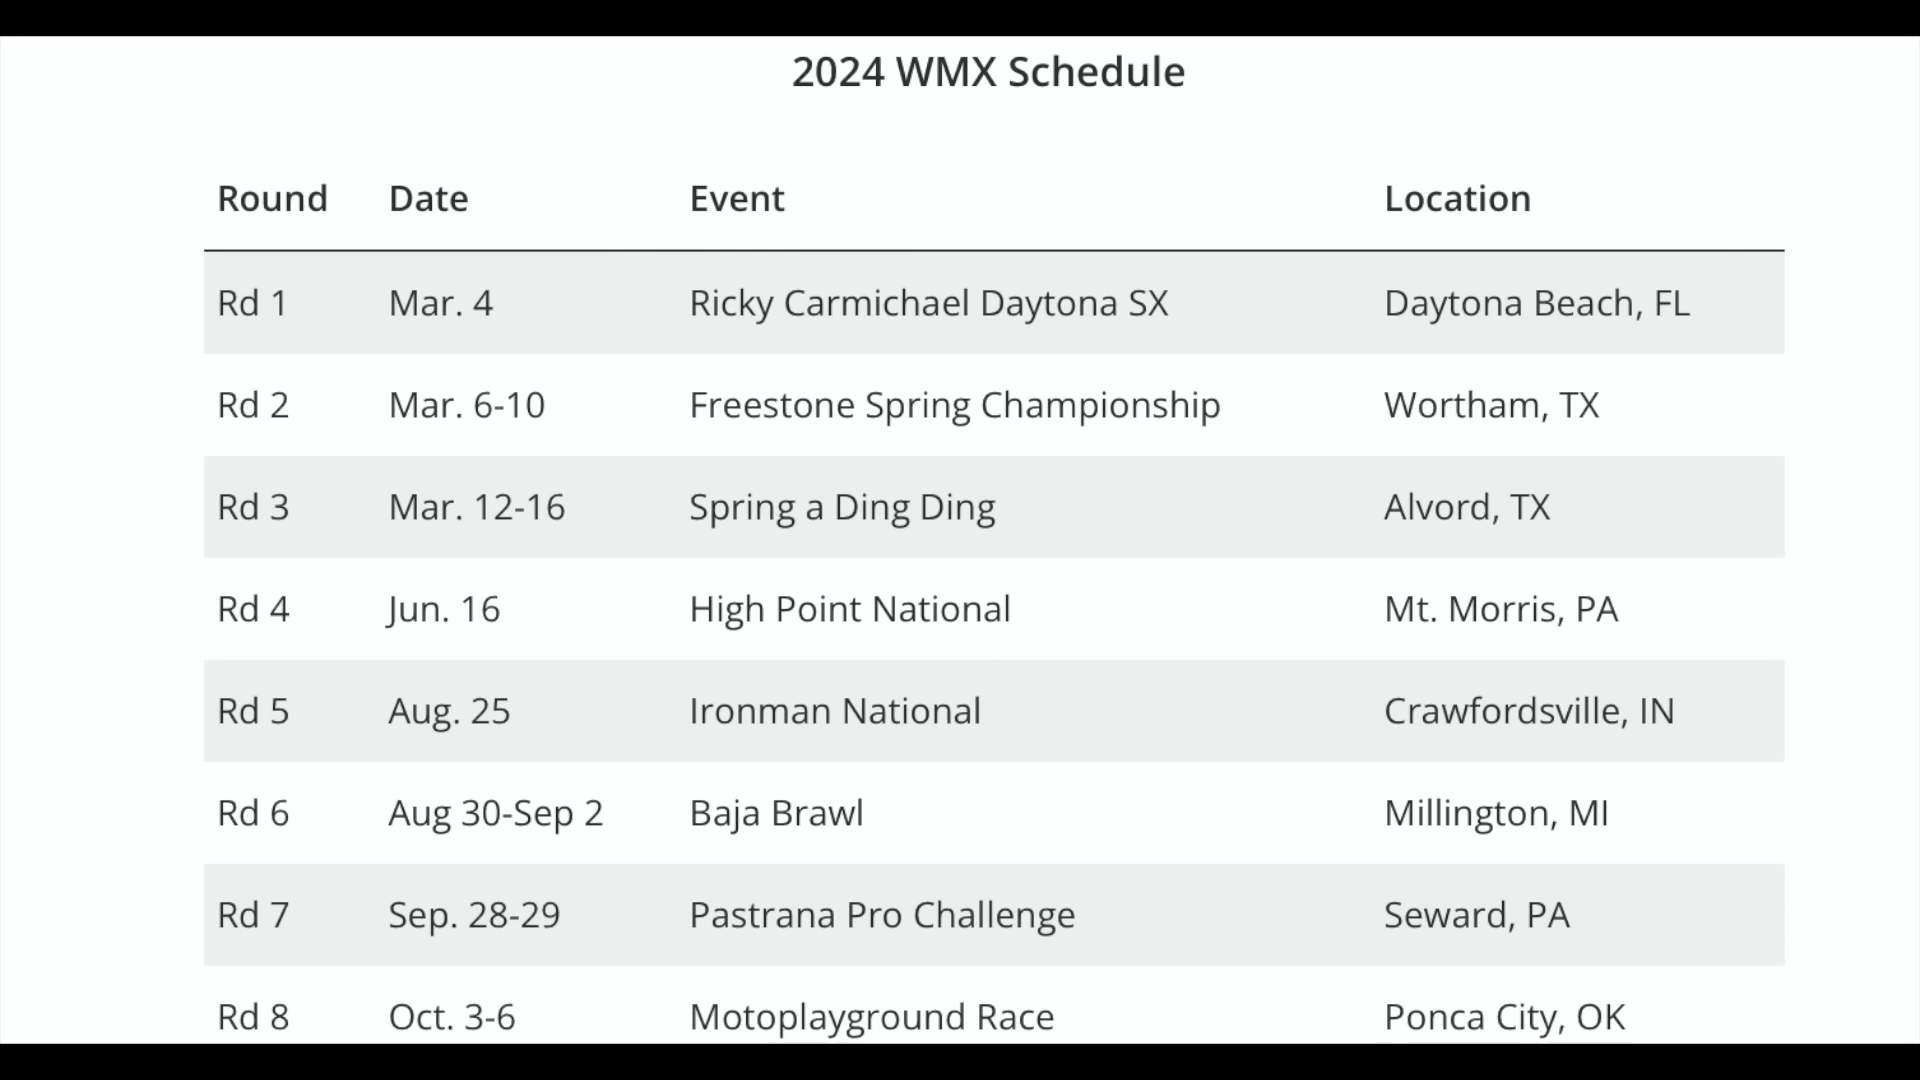 2024 WMX Schedule
Round Date Event Location
Rd 1 Mar. 4 Ricky Carmichael Daytona SX Daytona Beach, FL
Rd 2 Mar. 6-10 Freestone Spring Championship Wortham, TX
Rd 3 Mar. 12-16 Spring a Ding Ding Alvord, TX
Rd 4 Jun. 16 High Point National Mt. Morris, PA
Rd 5 Aug. 25 Ironman National Crawfordsville, IN
Rd 6 Aug 30-Sep 2 Baja Brawl Millington, MI
Rd 7 Sep. 28-29 Pastrana Pro Challenge Seward, PA
Rd 8 Oct. 3-6 Motoplayground Race Ponca City, OK